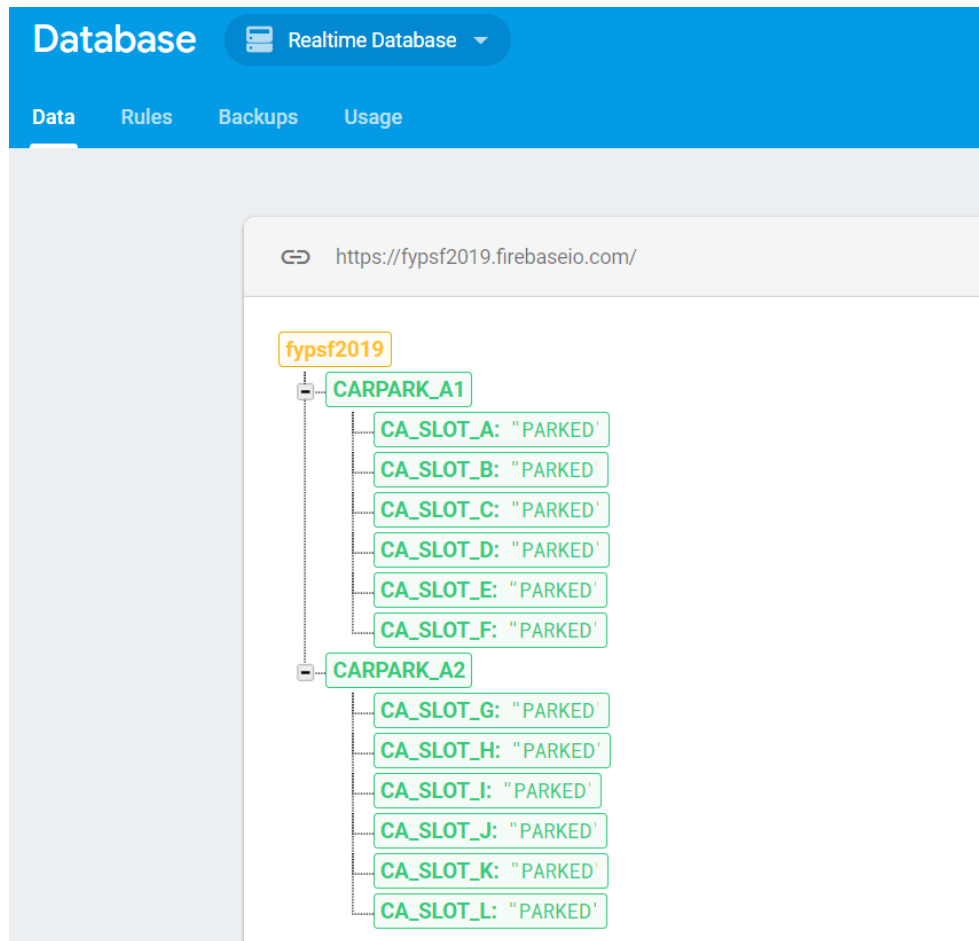 Database Realtime Database
Data Rules Backups Usage
https://fypsf2019.firebaseio.com/
fypsf2019
CARPARK_A1
CA_SLOT_A: "PARKED"
CA_SLOT_B: "PARKED"
CA_SLOT_C: "PARKED"
CA_SLOT_D: "PARKED"
CA_SLOT_E: "PARKED"
CA_SLOT_F: "PARKED"
CARPARK_A2
CA_SLOT_G: "PARKED"
CA_SLOT_H: "PARKED"
CA_SLOT_I: "PARKED"
CA_SLOT_J: "PARKED"
CA_SLOT_K: "PARKED"
CA_SLOT_L: "PARKED"